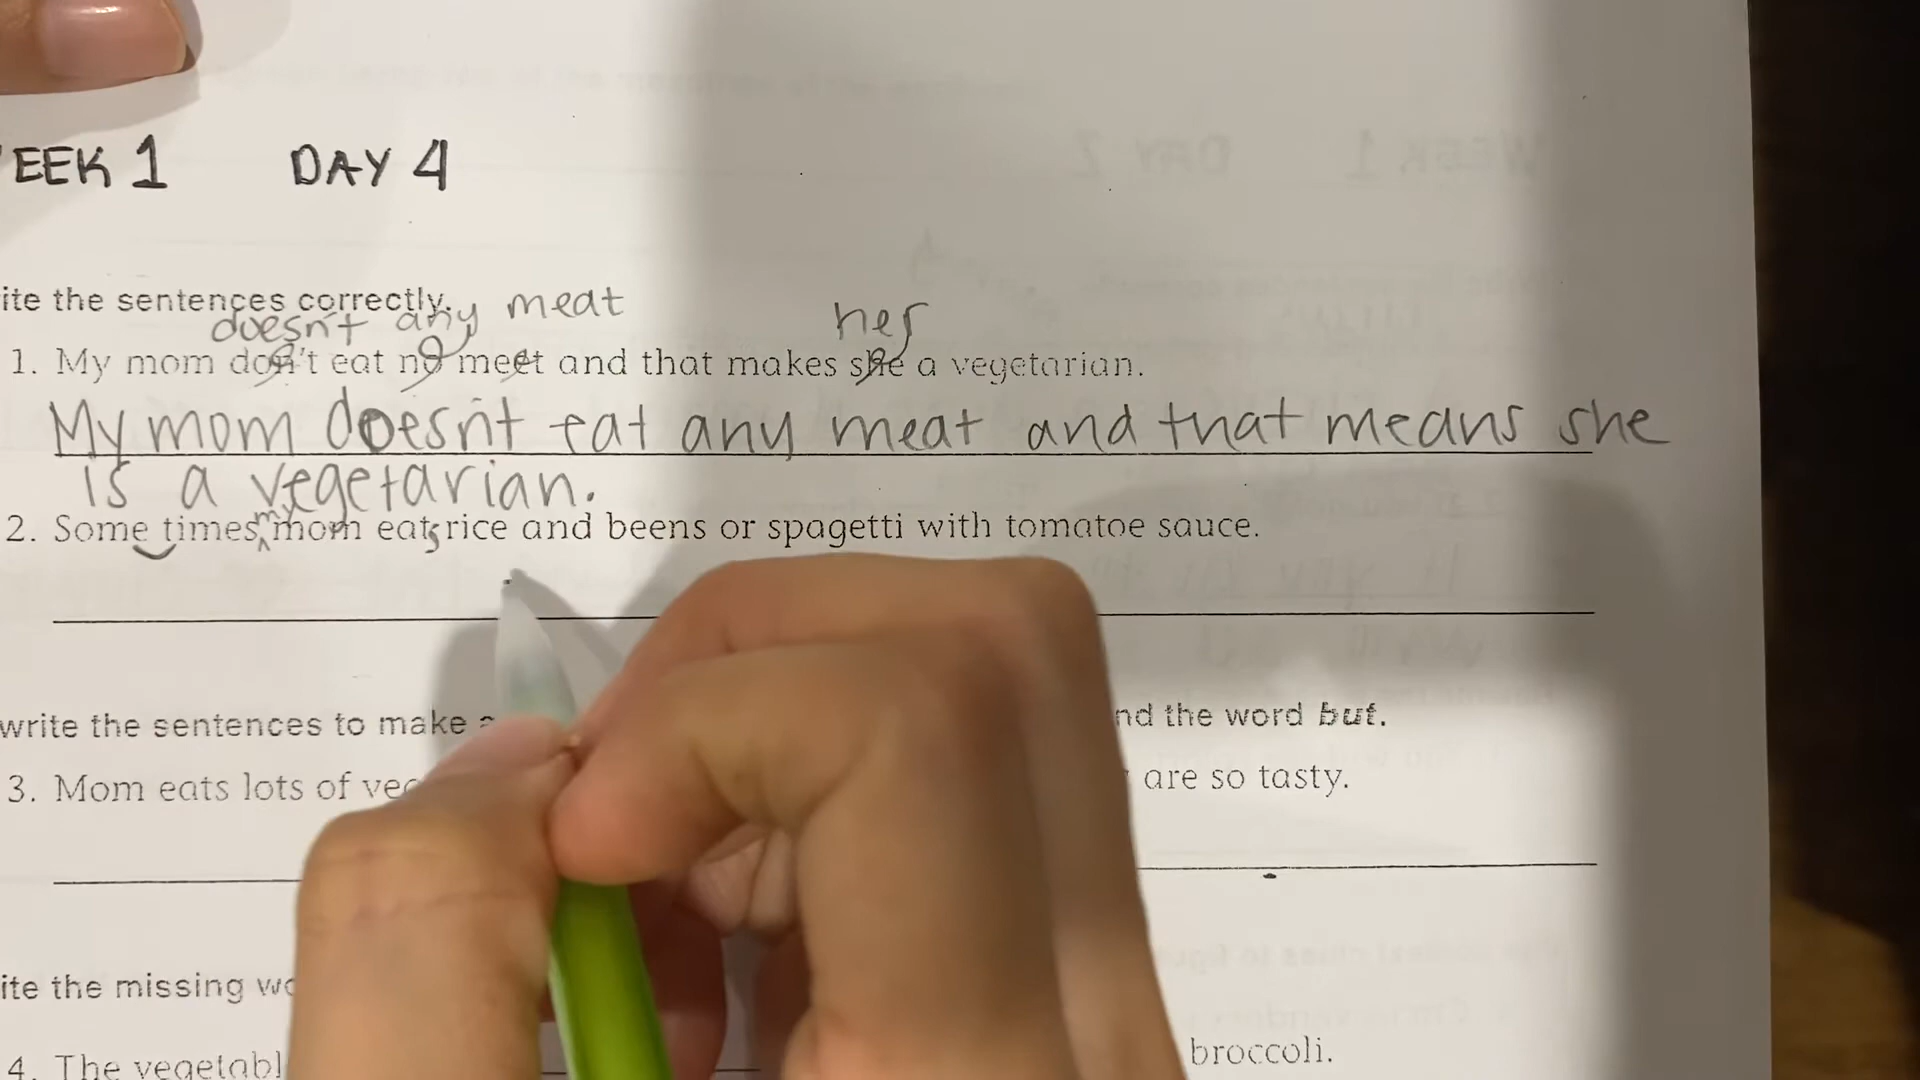 EEK 1 DAY 4
ite the sentences correctly.
doesn't any meat her
1. My mom don't eat no meet and that makes she a vegetarian.
My mom doesn't eat any meat and that means she
is a vegetarian.
my
2. Some times mom eat s rice and beens or spagetti with tomatoe sauce.
write the sentences to make nd the word but.
3. Mom eats lots of veg are so tasty.
ite the missing wo
4. The vegetabl broccoli.